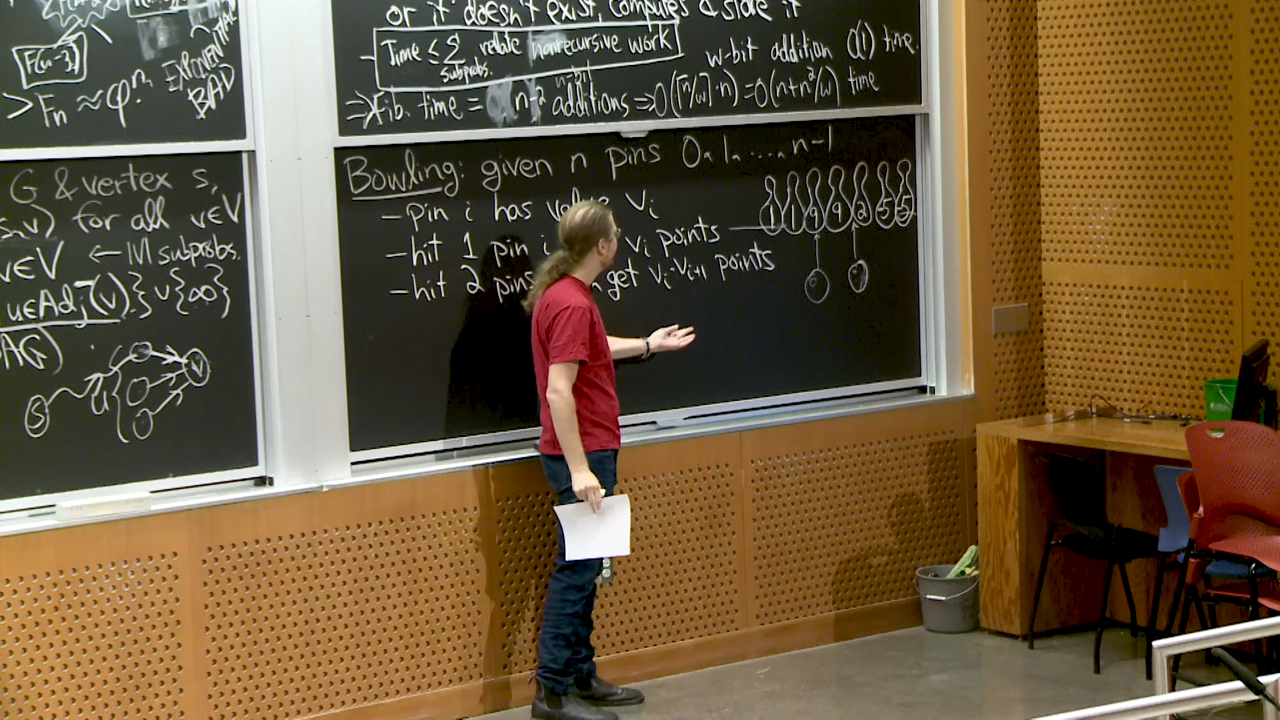 F(n-3)
EXPONENTIAL
BAD
> Fn ≈ φⁿ
G & vertex s,
for all v∈V
v∈V ← |V| subprobs.
u∈Adj⁻(v)} ∪ {∞}
S
u
v
or it doesn't exist, computes & store it
– Time ≤ Σ relate nonrecursive work
subprobs.
w-bit addition O(1) time.
n-bit
⇒ Fib. time = n-2 additions ⇒ O(⌈n/w⌉·n) = O(n+n²/w) time
Bowling: given n pins 0, 1, ..., n-1
– pin i has value vᵢ
– hit 1 pin i vᵢ points
– hit 2 pins get vᵢ·vᵢ₊₁ points
1 1 9 9 2 5 5